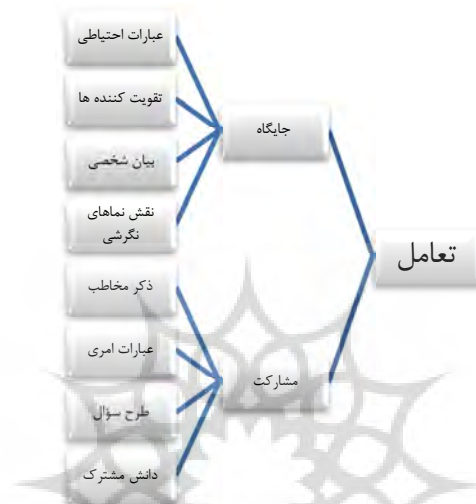 تعامل
جایگاه
عبارات احتیاطی
تقویت کننده ها
بیان شخصی
نقش نماهای
نگرشی
مشارکت
ذکر مخاطب
عبارات امری
طرح سؤال
دانش مشترک